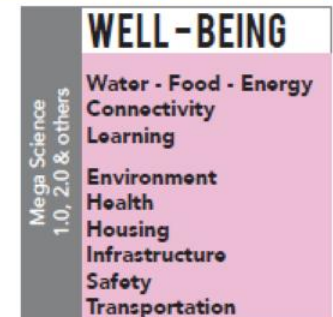 WELL-BEING
Mega Science
1.0, 2.0 & others
Water - Food - Energy
Connectivity
Learning
Environment
Health
Housing
Infrastructure
Safety
Transportation